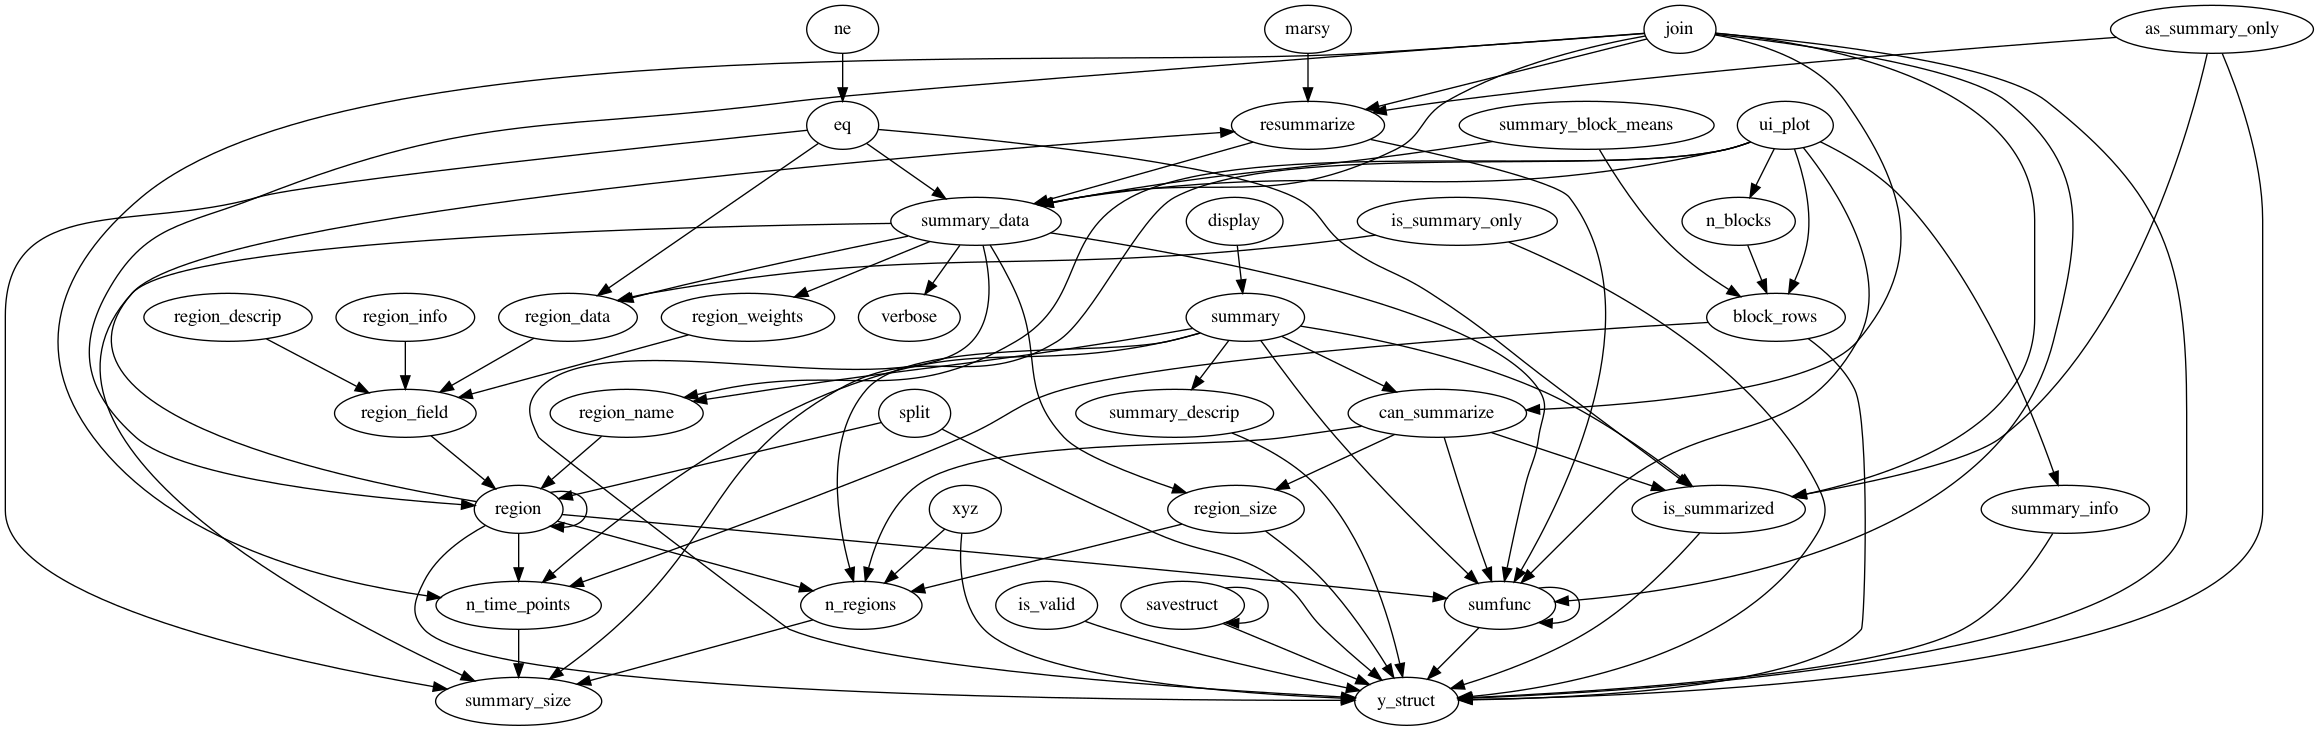 ne
marsy
join
as_summary_only
eq
resummarize
summary_block_means
ui_plot
summary_data
display
is_summary_only
n_blocks
region_descrip
region_info
region_data
region_weights
verbose
summary
block_rows
region_field
region_name
split
summary_descrip
can_summarize
region
xyz
region_size
is_summarized
summary_info
n_time_points
n_regions
is_valid
savestruct
sumfunc
summary_size
y_struct